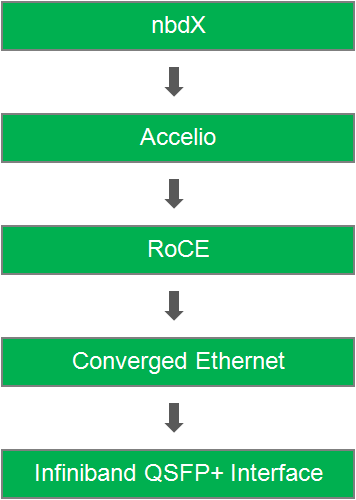 nbdX
Accelio
RoCE
Converged Ethernet
Infiniband QSFP+ Interface